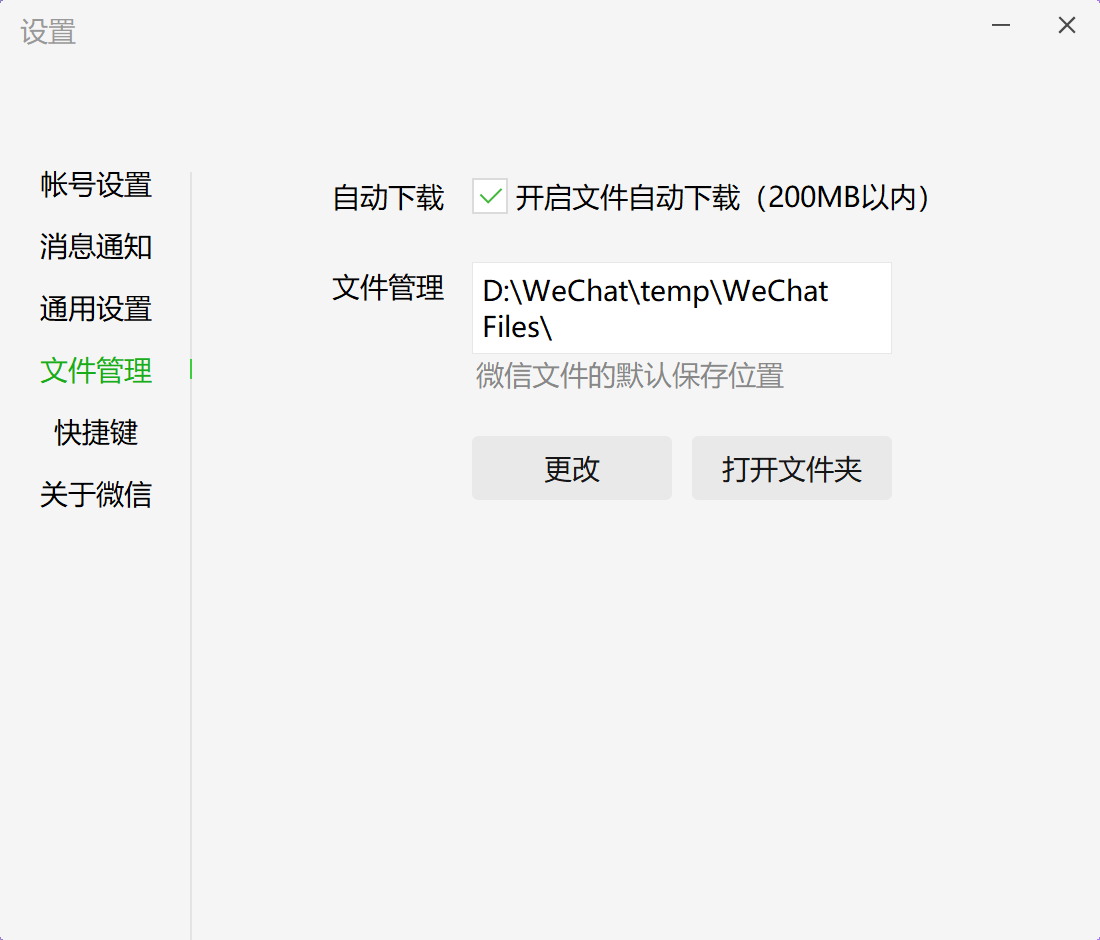 设置
帐号设置
消息通知
通用设置
文件管理
快捷键
关于微信
自动下载
开启文件自动下载（200MB以内）
文件管理
D:\WeChat\temp\WeChat
Files\
微信文件的默认保存位置
更改
打开文件夹